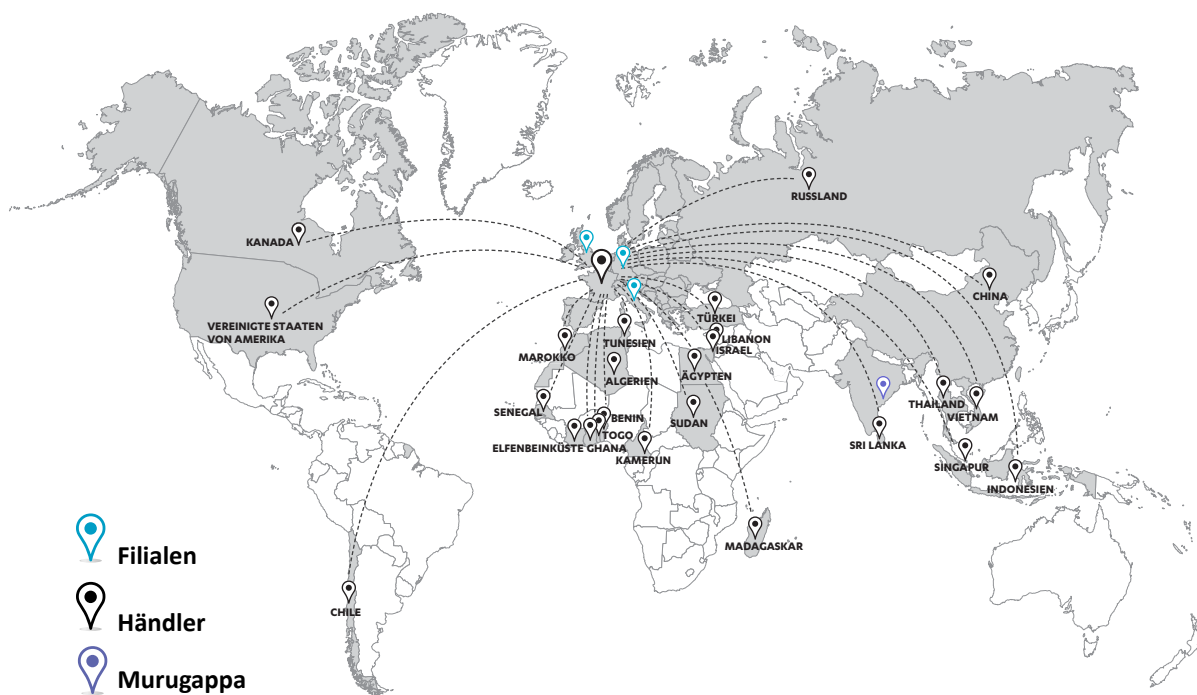 RUSSLAND
KANADA
CHINA
VEREINIGTE STAATEN
VON AMERIKA
TÜRKEI
LIBANON
ISRAEL
TUNESIEN
MAROKKO
ÄGYPTEN
ALGERIEN
THAILAND
VIETNAM
SENEGAL
BENIN
SUDAN
TOGO
ELFENBEINKÜSTE GHANA
KAMERUN
SRI LANKA
SINGAPUR
INDONESIEN
MADAGASKAR
CHILE
Filialen
Händler
Murugappa